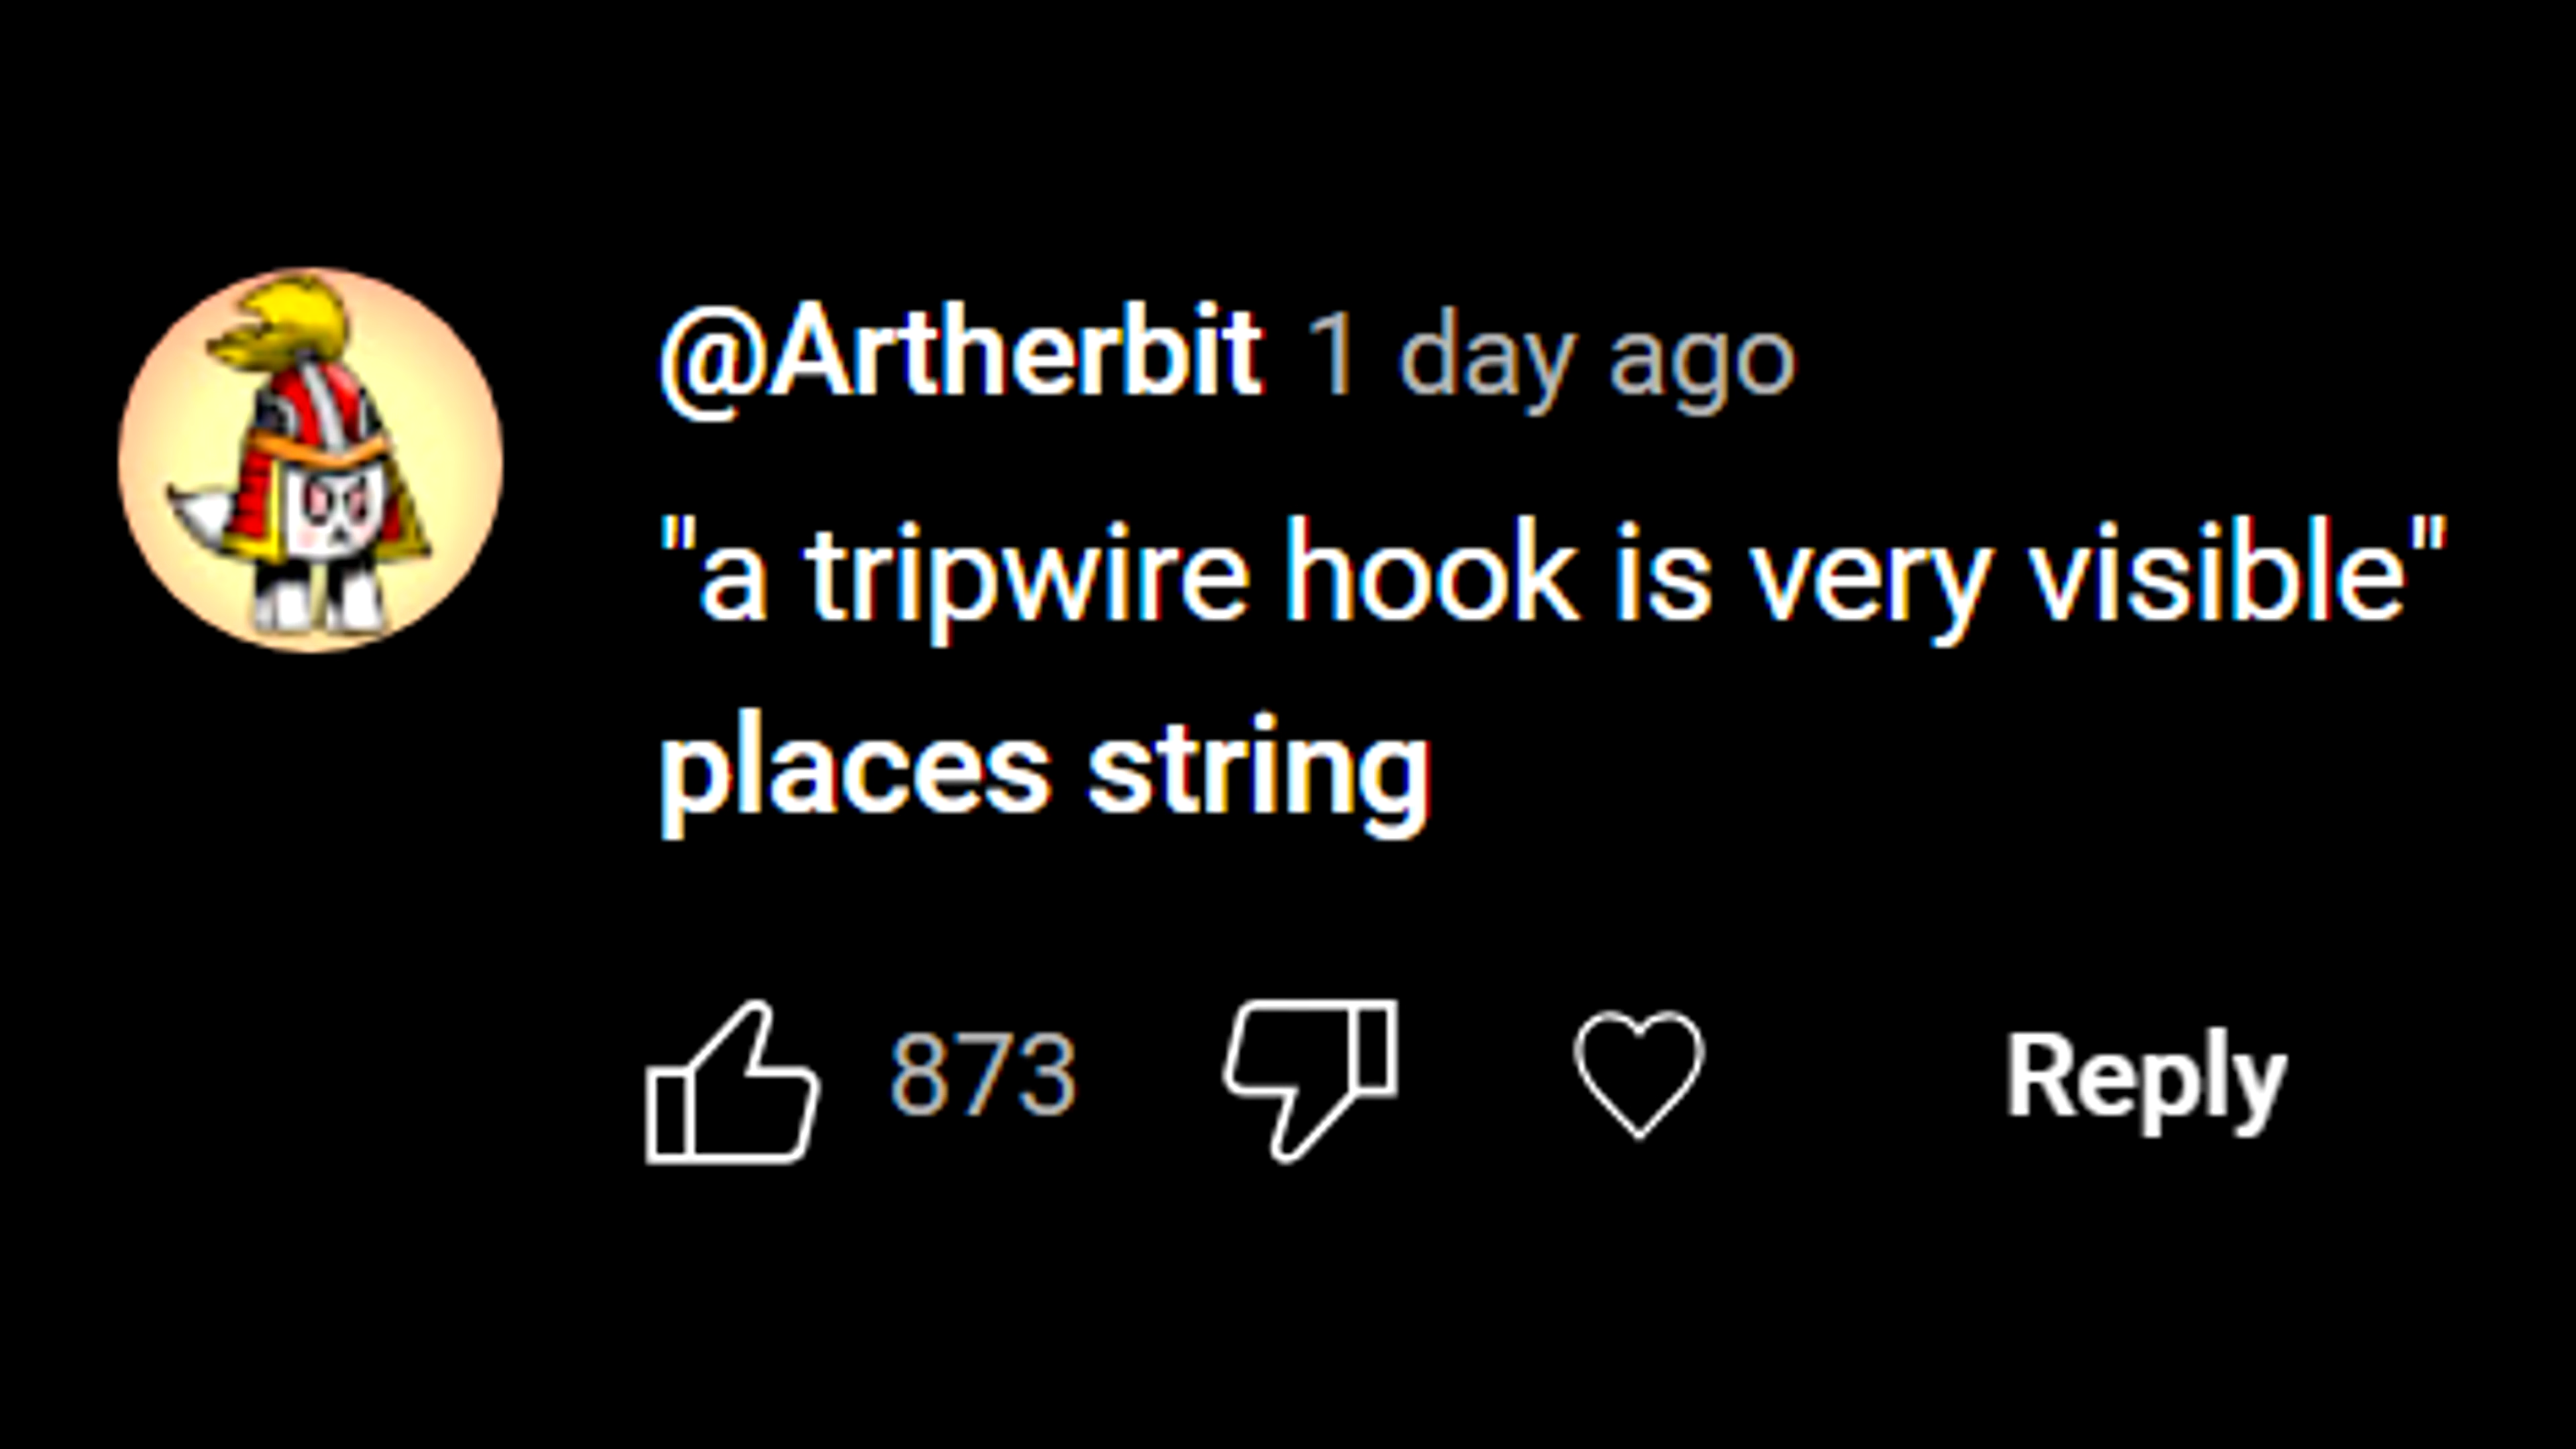 @Artherbit 1 day ago
"a tripwire hook is very visible"
places string
873 Reply